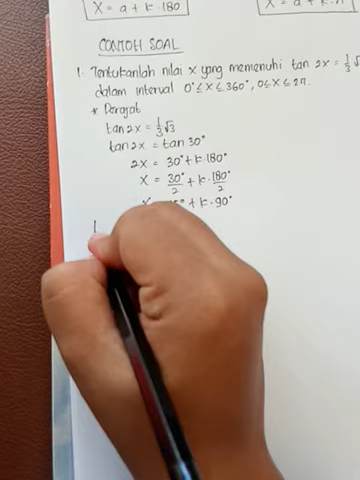 X = a + k · 180
X = a + k ·
CONTOH SOAL
1. Tentukanlah nilai x yang memenuhi tan 2x = 1/3 √
dalam interval 0° ≤ x ≤ 360°, 0 ≤ x ≤ 2π.
* Derajat
tan 2x = 1/3 √3
tan 2x = tan 30°
2x = 30° + k · 180°
x = 30°/2 + k · 180°/2
+ k · 90°